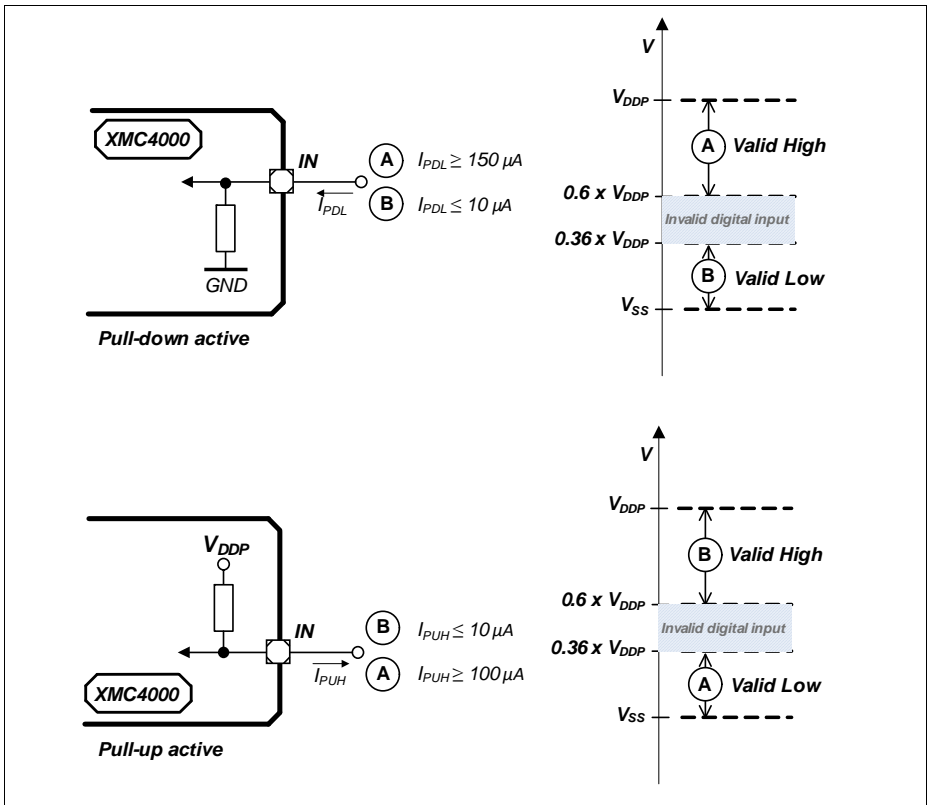 XMC4000
IN
A I_PDL ≥ 150 μA
I_PDL
B I_PDL ≤ 10 μA
GND
Pull-down active
V
V_DDP
A Valid High
0.6 x V_DDP
Invalid digital input
0.36 x V_DDP
B Valid Low
V_SS
V_DDP
IN
B I_PUH ≤ 10 μA
I_PUH
A I_PUH ≥ 100 μA
XMC4000
Pull-up active
V
V_DDP
B Valid High
0.6 x V_DDP
Invalid digital input
0.36 x V_DDP
A Valid Low
V_SS